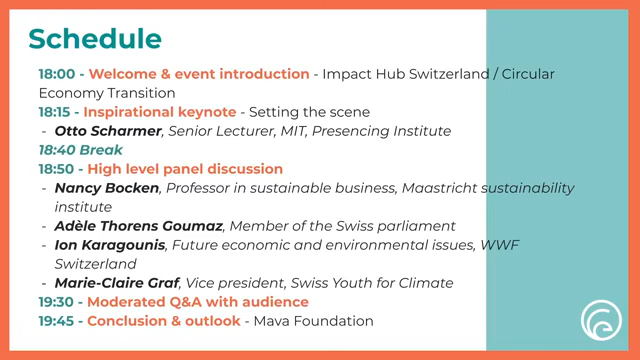 Schedule
18:00 - Welcome & event introduction - Impact Hub Switzerland / Circular
Economy Transition
18:15 - Inspirational keynote - Setting the scene
- Otto Scharmer, Senior Lecturer, MIT, Presencing Institute
18:40 Break
18:50 - High level panel discussion
- Nancy Bocken, Professor in sustainable business, Maastricht sustainability
institute
- Adèle Thorens Goumaz, Member of the Swiss parliament
- Ion Karagounis, Future economic and environmental issues, WWF
Switzerland
- Marie-Claire Graf, Vice president, Swiss Youth for Climate
19:30 - Moderated Q&A with audience
19:45 - Conclusion & outlook - Mava Foundation